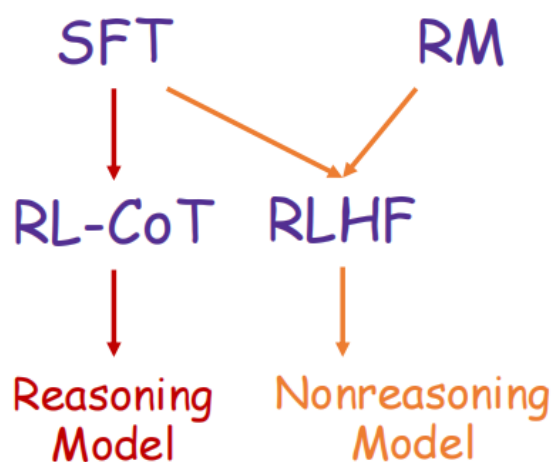 SFT
RM
RL-CoT
RLHF
Reasoning
Model
Nonreasoning
Model